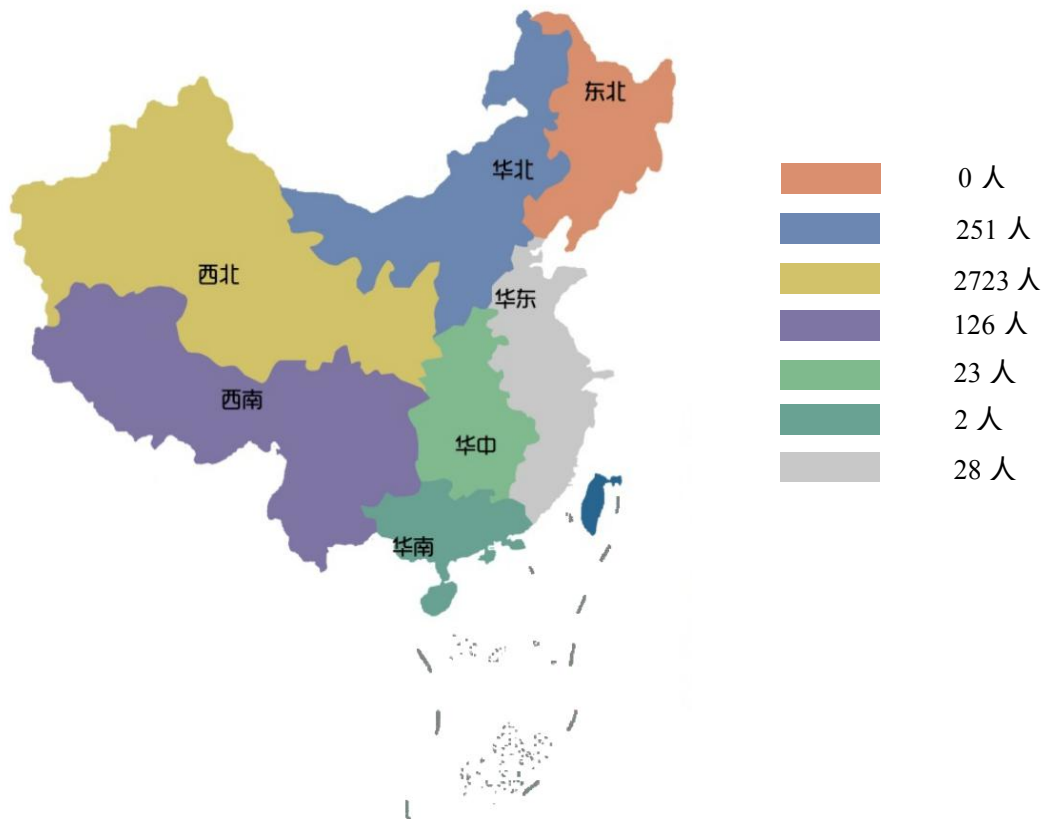 东北
华北
西北
华东
西南
华中
华南
0 人
251 人
2723 人
126 人
23 人
2 人
28 人